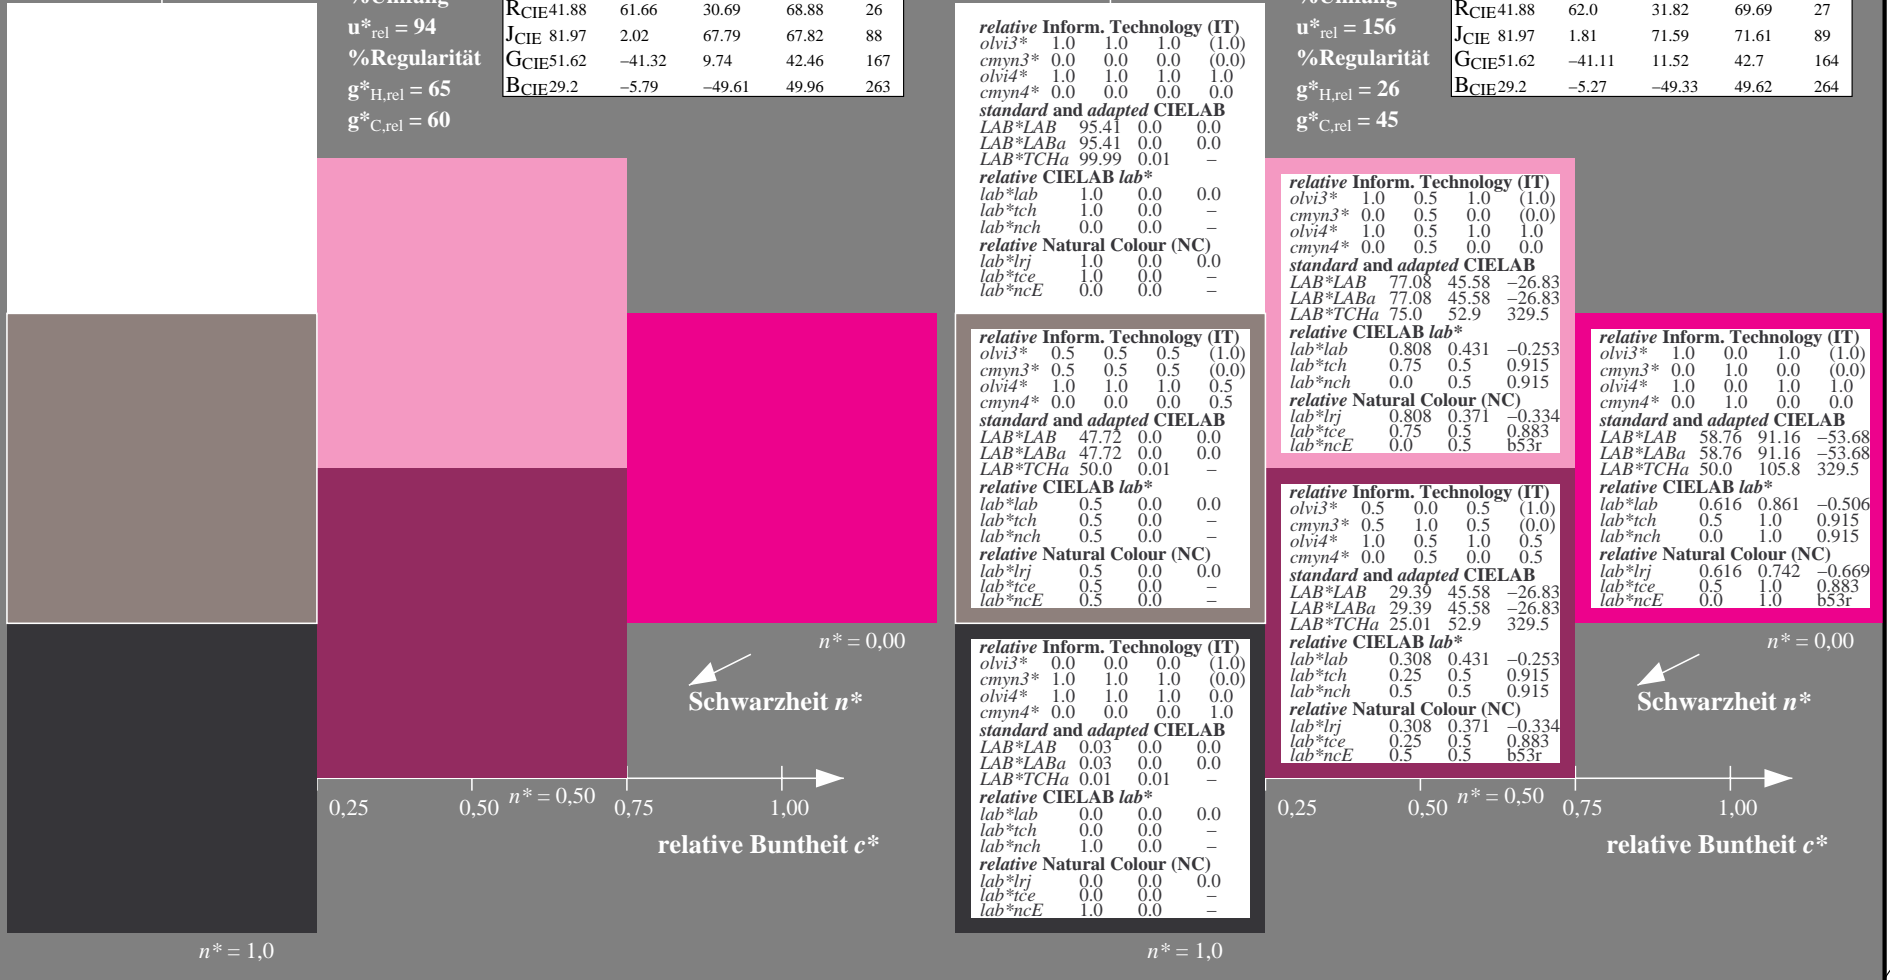 u*rel = 94
%Regularität
g*H,rel = 65
g*C,rel = 60
RCIE 41.88 61.66 30.69 68.88 26
JCIE 81.97 2.02 67.79 67.82 88
GCIE 51.62 −41.32 9.74 42.46 167
BCIE 29.2 −5.79 −49.61 49.96 263
n* = 0,00
Schwarzheit n*
0,25 0,50 n* = 0,50 0,75 1,00
relative Buntheit c*
n* = 1,0
relative Inform. Technology (IT)
olvi3* 1.0 1.0 1.0 (1.0)
cmyn3* 0.0 0.0 0.0 (0.0)
olvi4* 1.0 1.0 1.0 1.0
cmyn4* 0.0 0.0 0.0 0.0
standard and adapted CIELAB
LAB*LAB 95.41 0.0 0.0
LAB*LABa 95.41 0.0 0.0
LAB*TCHa 99.99 0.01 –
relative CIELAB lab*
lab*lab 1.0 0.0 0.0
lab*tch 1.0 0.0 –
lab*nch 0.0 0.0 –
relative Natural Colour (NC)
lab*lrj 1.0 0.0 0.0
lab*tce 1.0 0.0 –
lab*ncE 0.0 0.0 –
relative Inform. Technology (IT)
olvi3* 0.5 0.5 0.5 (1.0)
cmyn3* 0.5 0.5 0.5 (0.0)
olvi4* 1.0 1.0 1.0 0.5
cmyn4* 0.0 0.0 0.0 0.5
standard and adapted CIELAB
LAB*LAB 47.72 0.0 0.0
LAB*LABa 47.72 0.0 0.0
LAB*TCHa 50.0 0.01 –
relative CIELAB lab*
lab*lab 0.5 0.0 0.0
lab*tch 0.5 0.0 –
lab*nch 0.5 0.0 –
relative Natural Colour (NC)
lab*lrj 0.5 0.0 0.0
lab*tce 0.5 0.0 –
lab*ncE 0.5 0.0 –
relative Inform. Technology (IT)
olvi3* 0.0 0.0 0.0 (1.0)
cmyn3* 1.0 1.0 1.0 (0.0)
olvi4* 1.0 1.0 1.0 0.0
cmyn4* 0.0 0.0 0.0 1.0
standard and adapted CIELAB
LAB*LAB 0.03 0.0 0.0
LAB*LABa 0.03 0.0 0.0
LAB*TCHa 0.01 0.01 –
relative CIELAB lab*
lab*lab 0.0 0.0 0.0
lab*tch 0.0 0.0 –
lab*nch 1.0 0.0 –
relative Natural Colour (NC)
lab*lrj 0.0 0.0 0.0
lab*tce 0.0 0.0 –
lab*ncE 1.0 0.0 –
n* = 1,0
u*rel = 156
%Regularität
g*H,rel = 26
g*C,rel = 45
RCIE 41.88 62.0 31.82 69.69 27
JCIE 81.97 1.81 71.59 71.61 89
GCIE 51.62 −41.11 11.52 42.7 164
BCIE 29.2 −5.27 −49.33 49.62 264
relative Inform. Technology (IT)
olvi3* 1.0 0.5 1.0 (1.0)
cmyn3* 0.0 0.5 0.0 (0.0)
olvi4* 1.0 0.5 1.0 1.0
cmyn4* 0.0 0.5 0.0 0.0
standard and adapted CIELAB
LAB*LAB 77.08 45.58 −26.83
LAB*LABa 77.08 45.58 −26.83
LAB*TCHa 75.0 52.9 329.5
relative CIELAB lab*
lab*lab 0.808 0.431 −0.253
lab*tch 0.75 0.5 0.915
lab*nch 0.0 0.5 0.915
relative Natural Colour (NC)
lab*lrj 0.808 0.371 −0.334
lab*tce 0.75 0.5 0.883
lab*ncE 0.0 0.5 b53r
relative Inform. Technology (IT)
olvi3* 0.5 0.0 0.5 (1.0)
cmyn3* 0.5 1.0 0.5 (0.0)
olvi4* 1.0 0.5 1.0 0.5
cmyn4* 0.0 0.5 0.0 0.5
standard and adapted CIELAB
LAB*LAB 29.39 45.58 −26.83
LAB*LABa 29.39 45.58 −26.83
LAB*TCHa 25.01 52.9 329.5
relative CIELAB lab*
lab*lab 0.308 0.431 −0.253
lab*tch 0.25 0.5 0.915
lab*nch 0.5 0.5 0.915
relative Natural Colour (NC)
lab*lrj 0.308 0.371 −0.334
lab*tce 0.25 0.5 0.883
lab*ncE 0.5 0.5 b53r
relative Inform. Technology (IT)
olvi3* 1.0 0.0 1.0 (1.0)
cmyn3* 0.0 1.0 0.0 (0.0)
olvi4* 1.0 0.0 1.0 1.0
cmyn4* 0.0 1.0 0.0 0.0
standard and adapted CIELAB
LAB*LAB 58.76 91.16 −53.68
LAB*LABa 58.76 91.16 −53.68
LAB*TCHa 50.0 105.8 329.5
relative CIELAB lab*
lab*lab 0.616 0.861 −0.506
lab*tch 0.5 1.0 0.915
lab*nch 0.0 1.0 0.915
relative Natural Colour (NC)
lab*lrj 0.616 0.742 −0.669
lab*tce 0.5 1.0 0.883
lab*ncE 0.0 1.0 b53r
n* = 0,00
Schwarzheit n*
0,25 0,50 n* = 0,50 0,75 1,00
relative Buntheit c*